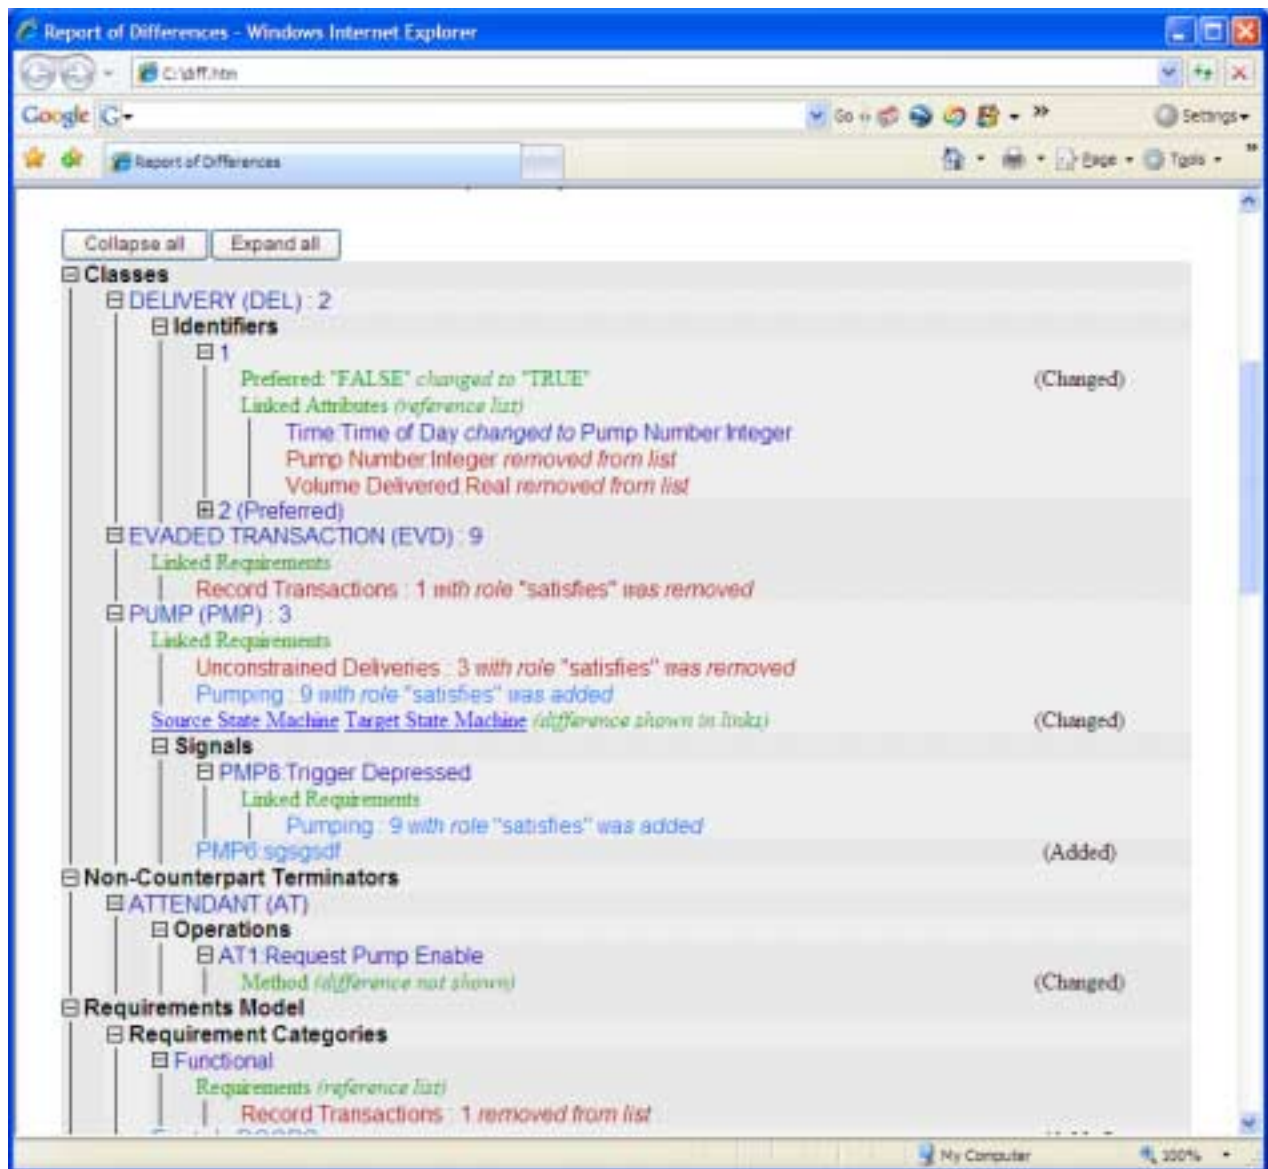 Report of Differences - Windows Internet Explorer
C:\diff.htm
Google G Go Settings
Report of Differences Page Tools
Collapse all Expand all
Classes
DELIVERY (DEL) : 2
Identifiers
1
Preferred: "FALSE" changed to "TRUE" (Changed)
Linked Attributes (reference list)
Time:Time of Day changed to Pump Number:Integer
Pump Number:Integer removed from list
Volume Delivered:Real removed from list
2 (Preferred)
EVADED TRANSACTION (EVD) : 9
Linked Requirements
Record Transactions : 1 with role "satisfies" was removed
PUMP (PMP) : 3
Linked Requirements
Unconstrained Deliveries : 3 with role "satisfies" was removed
Pumping : 9 with role "satisfies" was added
Source State Machine Target State Machine (difference shown in links) (Changed)
Signals
PMP8:Trigger Depressed
Linked Requirements
Pumping : 9 with role "satisfies" was added
PMP6:sgsgsdf (Added)
Non-Counterpart Terminators
ATTENDANT (AT)
Operations
AT1:Request Pump Enable
Method (difference not shown) (Changed)
Requirements Model
Requirement Categories
Functional
Requirements (reference list)
Record Transactions : 1 removed from list
My Computer 100%